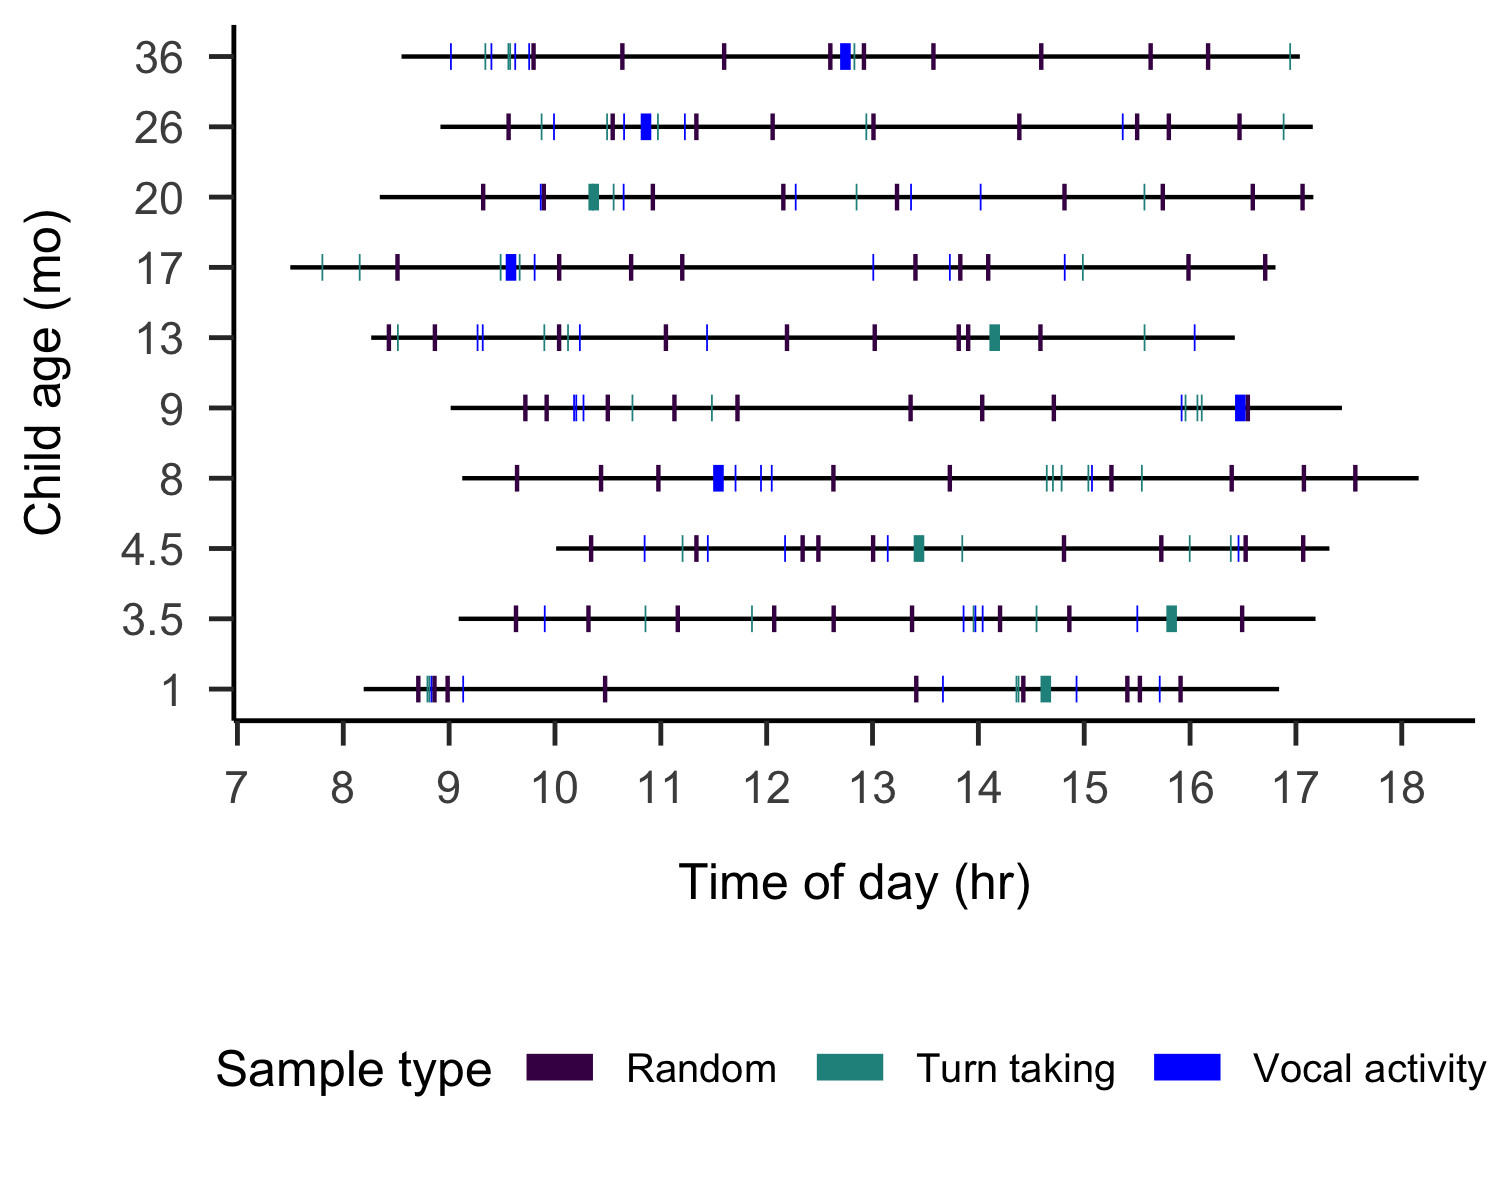 Child age (mo)
36
26
20
17
13
9
8
4.5
3.5
1
7 8 9 10 11 12 13 14 15 16 17 18
Time of day (hr)
Sample type Random Turn taking Vocal activity